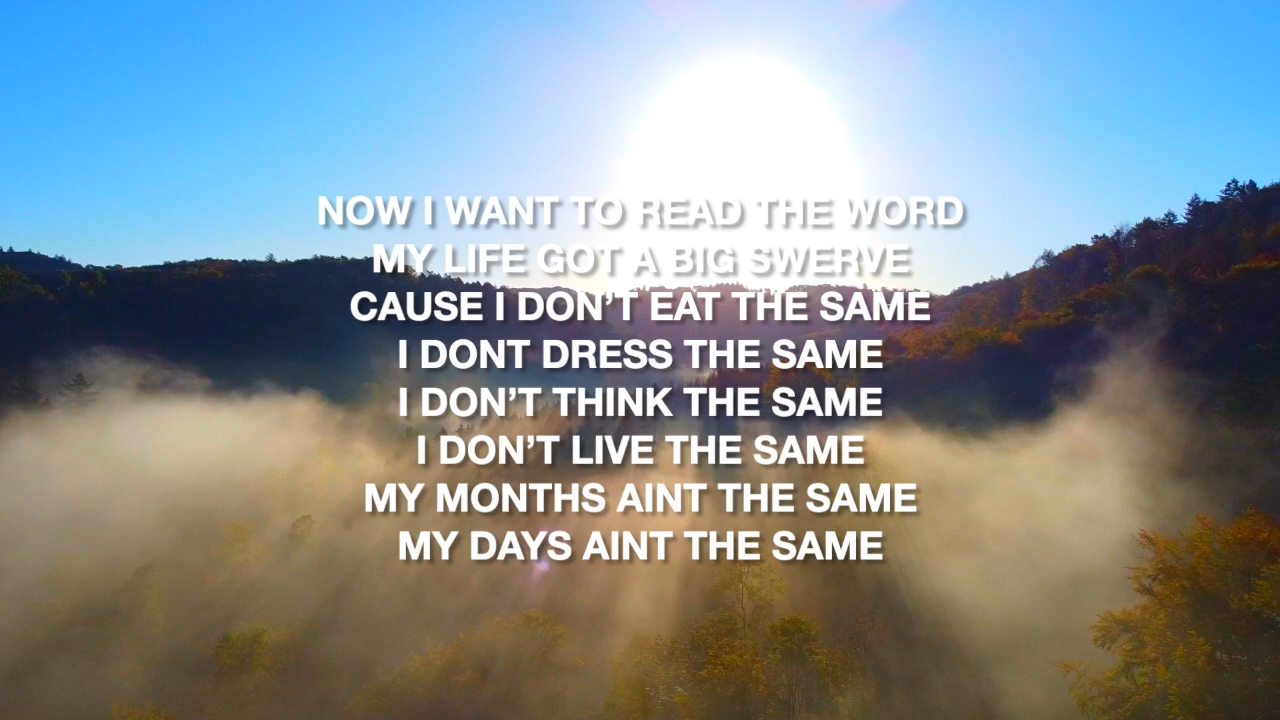 NOW I WANT TO READ THE WORD
MY LIFE GOT A BIG SWERVE
CAUSE I DON’T EAT THE SAME
I DONT DRESS THE SAME
I DON’T THINK THE SAME
I DON’T LIVE THE SAME
MY MONTHS AINT THE SAME
MY DAYS AINT THE SAME